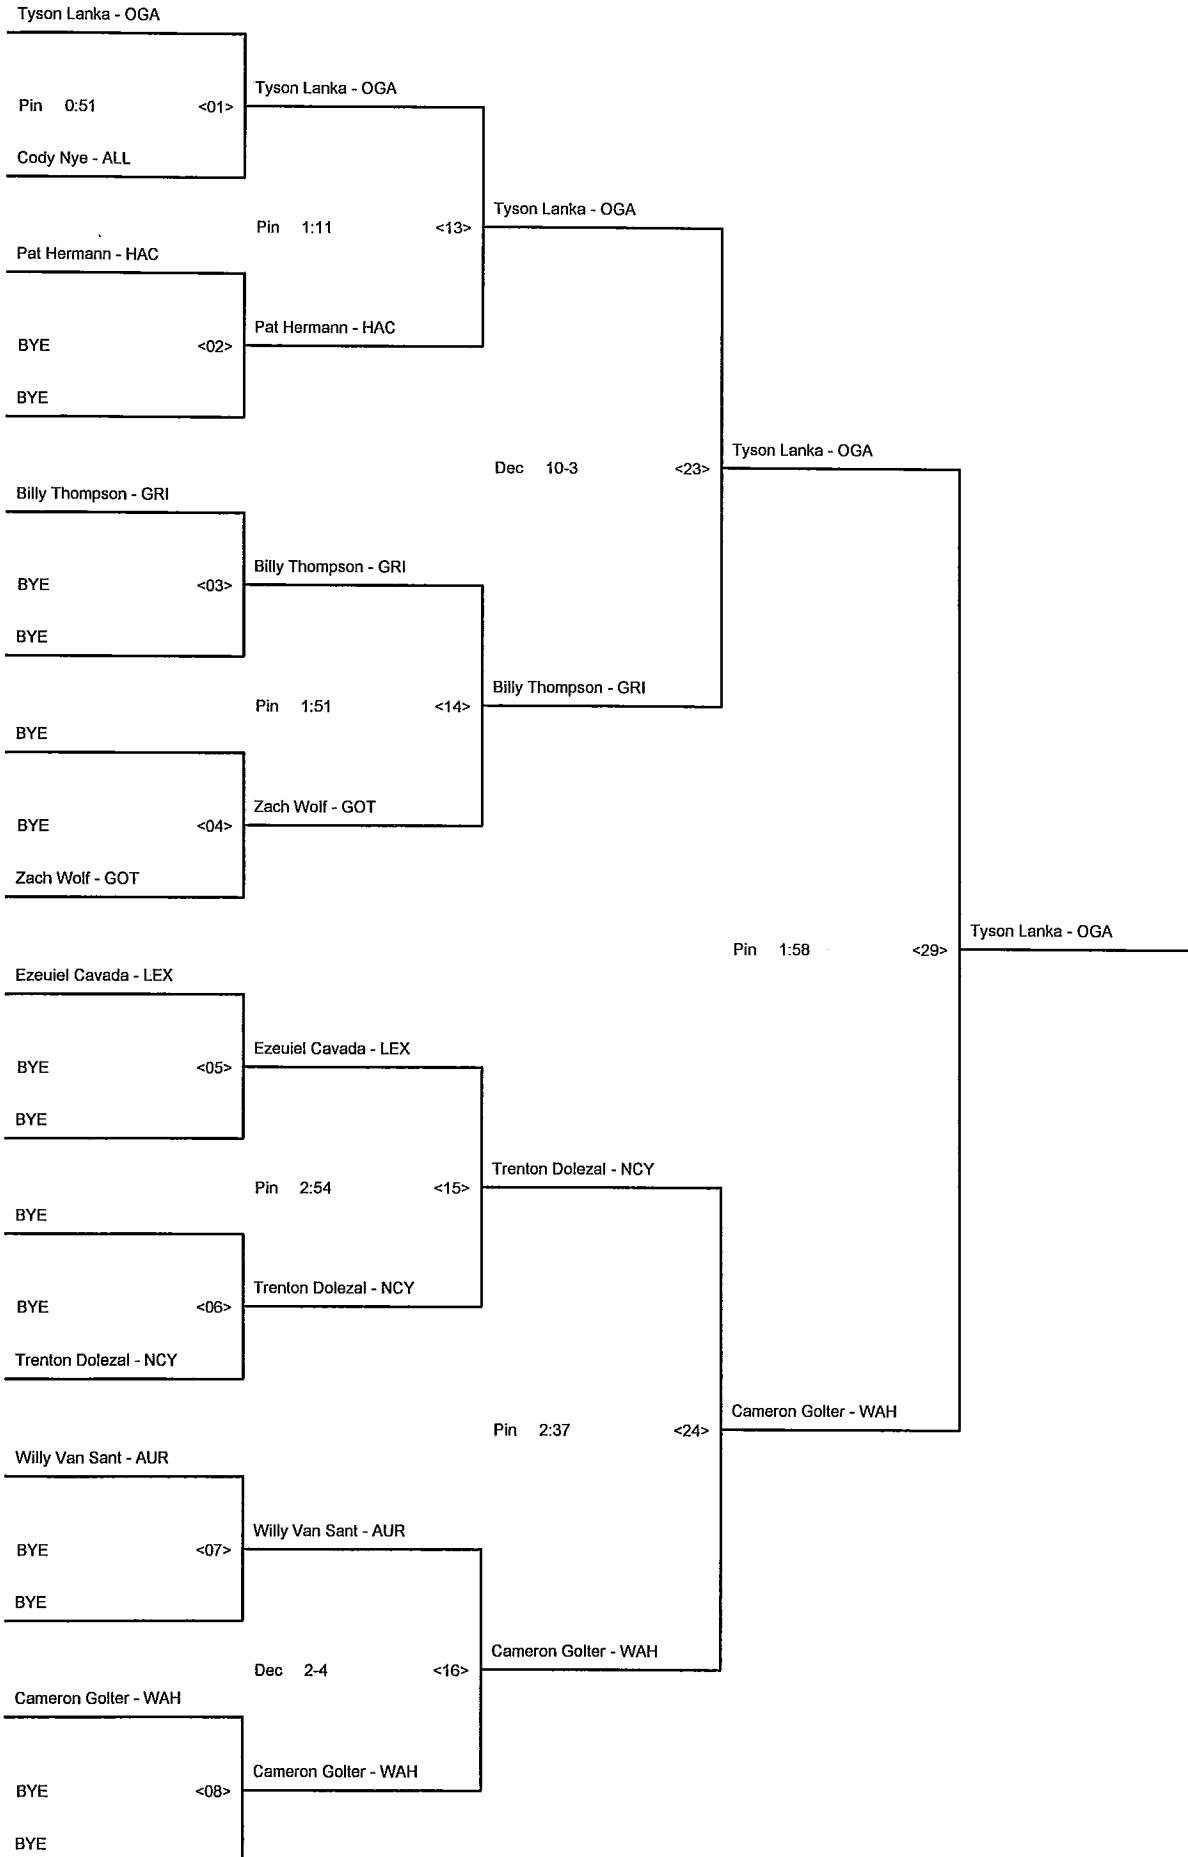 Tyson Lanka - OGA
Tyson Lanka - OGA
Pin 0:51 <01>
Cody Nye - ALL
Tyson Lanka - OGA
Pin 1:11 <13>
Pat Hermann - HAC
Pat Hermann - HAC
BYE <02>
BYE
Tyson Lanka - OGA
Dec 10-3 <23>
Billy Thompson - GRI
Billy Thompson - GRI
BYE <03>
BYE
Billy Thompson - GRI
Pin 1:51 <14>
BYE
Zach Wolf - GOT
BYE <04>
Zach Wolf - GOT
Tyson Lanka - OGA
Pin 1:58 <29>
Ezeuiel Cavada - LEX
Ezeuiel Cavada - LEX
BYE <05>
BYE
Trenton Dolezal - NCY
Pin 2:54 <15>
BYE
Trenton Dolezal - NCY
BYE <06>
Trenton Dolezal - NCY
Cameron Golter - WAH
Pin 2:37 <24>
Willy Van Sant - AUR
Willy Van Sant - AUR
BYE <07>
BYE
Cameron Golter - WAH
Dec 2-4 <16>
Cameron Golter - WAH
Cameron Golter - WAH
BYE <08>
BYE